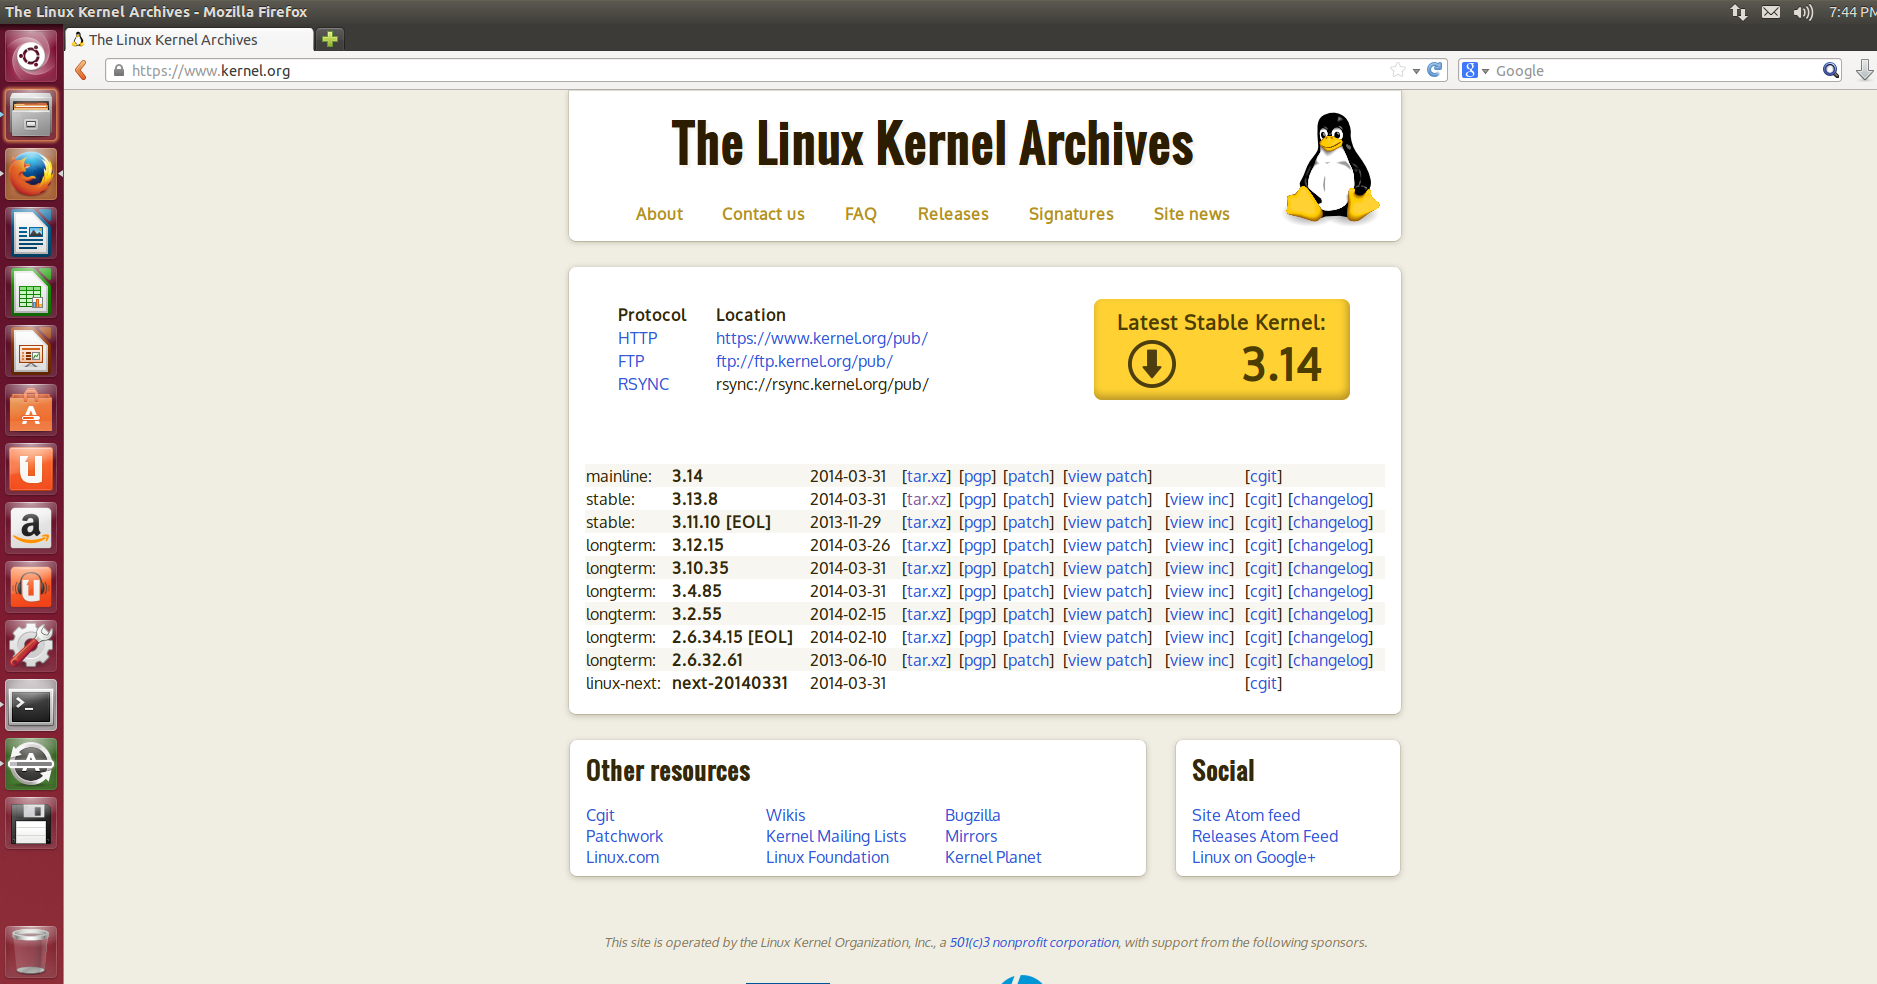 The Linux Kernel Archives - Mozilla Firefox
7:44 PM
The Linux Kernel Archives
https://www.kernel.org
Google
The Linux Kernel Archives
About Contact us FAQ Releases Signatures Site news
Protocol Location
HTTP https://www.kernel.org/pub/
FTP ftp://ftp.kernel.org/pub/
RSYNC rsync://rsync.kernel.org/pub/
Latest Stable Kernel:
3.14
mainline: 3.14 2014-03-31 [tar.xz] [pgp] [patch] [view patch] [cgit]
stable: 3.13.8 2014-03-31 [tar.xz] [pgp] [patch] [view patch] [view inc] [cgit] [changelog]
stable: 3.11.10 [EOL] 2013-11-29 [tar.xz] [pgp] [patch] [view patch] [view inc] [cgit] [changelog]
longterm: 3.12.15 2014-03-26 [tar.xz] [pgp] [patch] [view patch] [view inc] [cgit] [changelog]
longterm: 3.10.35 2014-03-31 [tar.xz] [pgp] [patch] [view patch] [view inc] [cgit] [changelog]
longterm: 3.4.85 2014-03-31 [tar.xz] [pgp] [patch] [view patch] [view inc] [cgit] [changelog]
longterm: 3.2.55 2014-02-15 [tar.xz] [pgp] [patch] [view patch] [view inc] [cgit] [changelog]
longterm: 2.6.34.15 [EOL] 2014-02-10 [tar.xz] [pgp] [patch] [view patch] [view inc] [cgit] [changelog]
longterm: 2.6.32.61 2013-06-10 [tar.xz] [pgp] [patch] [view patch] [view inc] [cgit] [changelog]
linux-next: next-20140331 2014-03-31 [cgit]
Other resources
Cgit Wikis Bugzilla
Patchwork Kernel Mailing Lists Mirrors
Linux.com Linux Foundation Kernel Planet
Social
Site Atom feed
Releases Atom Feed
Linux on Google+
This site is operated by the Linux Kernel Organization, Inc., a 501(c)3 nonprofit corporation, with support from the following sponsors.